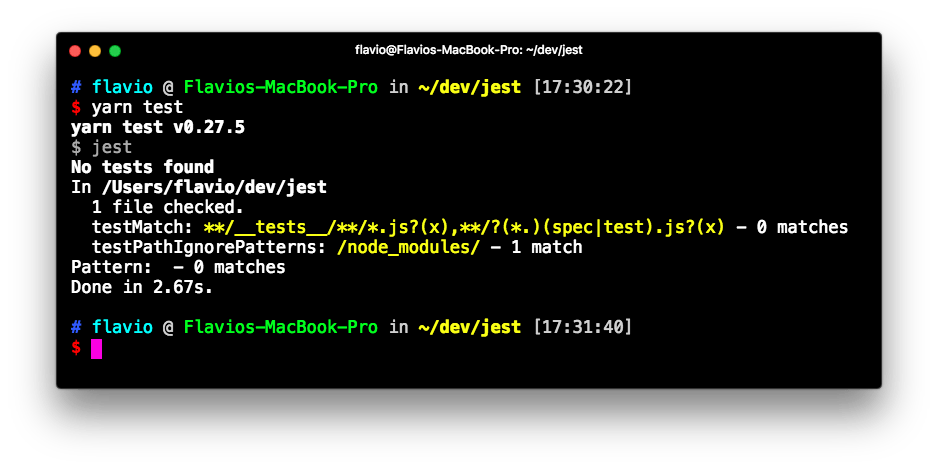 flavio@Flavios-MacBook-Pro: ~/dev/jest
# flavio @ Flavios-MacBook-Pro in ~/dev/jest [17:30:22]
$ yarn test
yarn test v0.27.5
$ jest
No tests found
In /Users/flavio/dev/jest
  1 file checked.
  testMatch: **/__tests__/**/*.js?(x),**/?(*.)(spec|test).js?(x) - 0 matches
  testPathIgnorePatterns: /node_modules/ - 1 match
Pattern:  - 0 matches
Done in 2.67s.
# flavio @ Flavios-MacBook-Pro in ~/dev/jest [17:31:40]
$